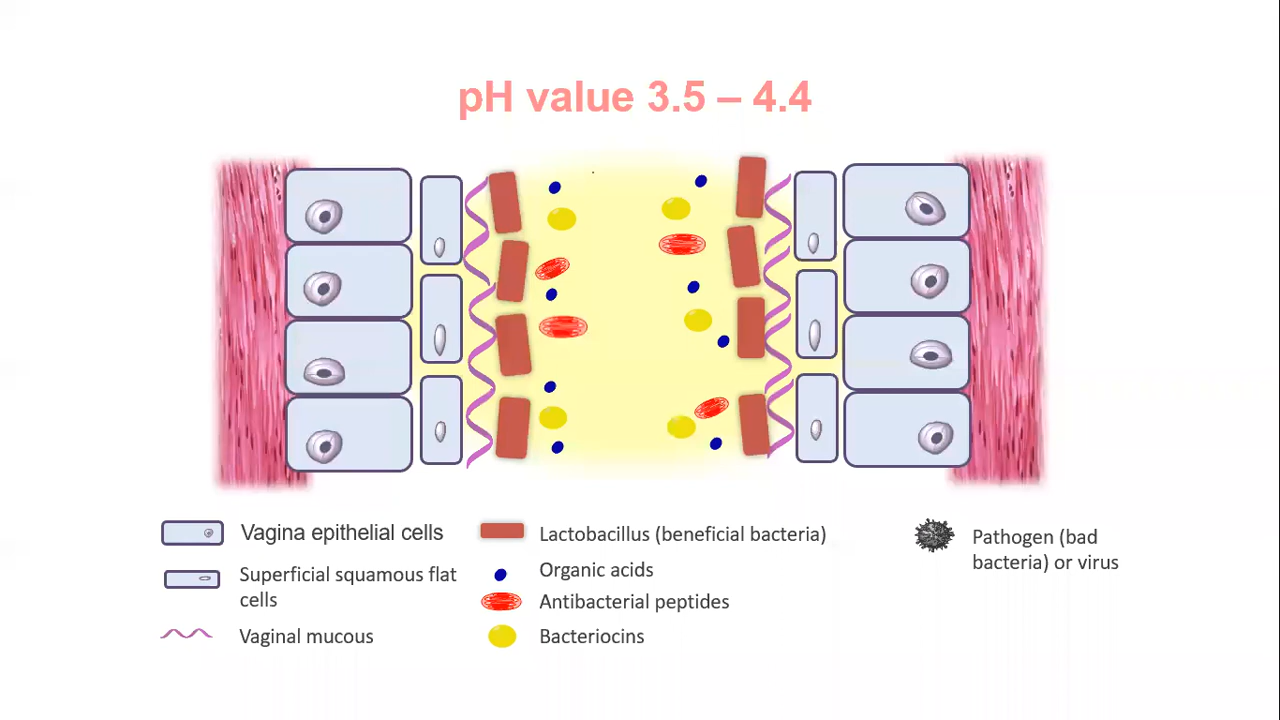 pH value 3.5 – 4.4
Vagina epithelial cells
Superficial squamous flat
cells
Vaginal mucous
Lactobacillus (beneficial bacteria)
Organic acids
Antibacterial peptides
Bacteriocins
Pathogen (bad
bacteria) or virus